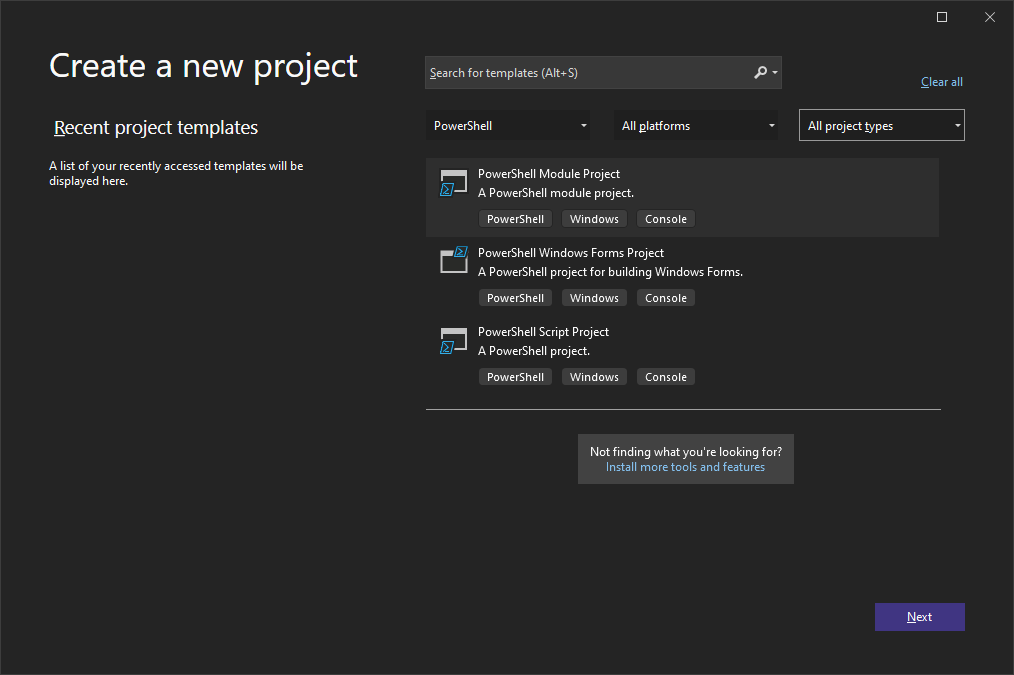 Create a new project
Recent project templates
A list of your recently accessed templates will be
displayed here.
Search for templates (Alt+S)
Clear all
PowerShell
All platforms
All project types
PowerShell Module Project
A PowerShell module project.
PowerShell Windows Console
PowerShell Windows Forms Project
A PowerShell project for building Windows Forms.
PowerShell Windows Console
PowerShell Script Project
A PowerShell project.
PowerShell Windows Console
Not finding what you're looking for?
Install more tools and features
Next